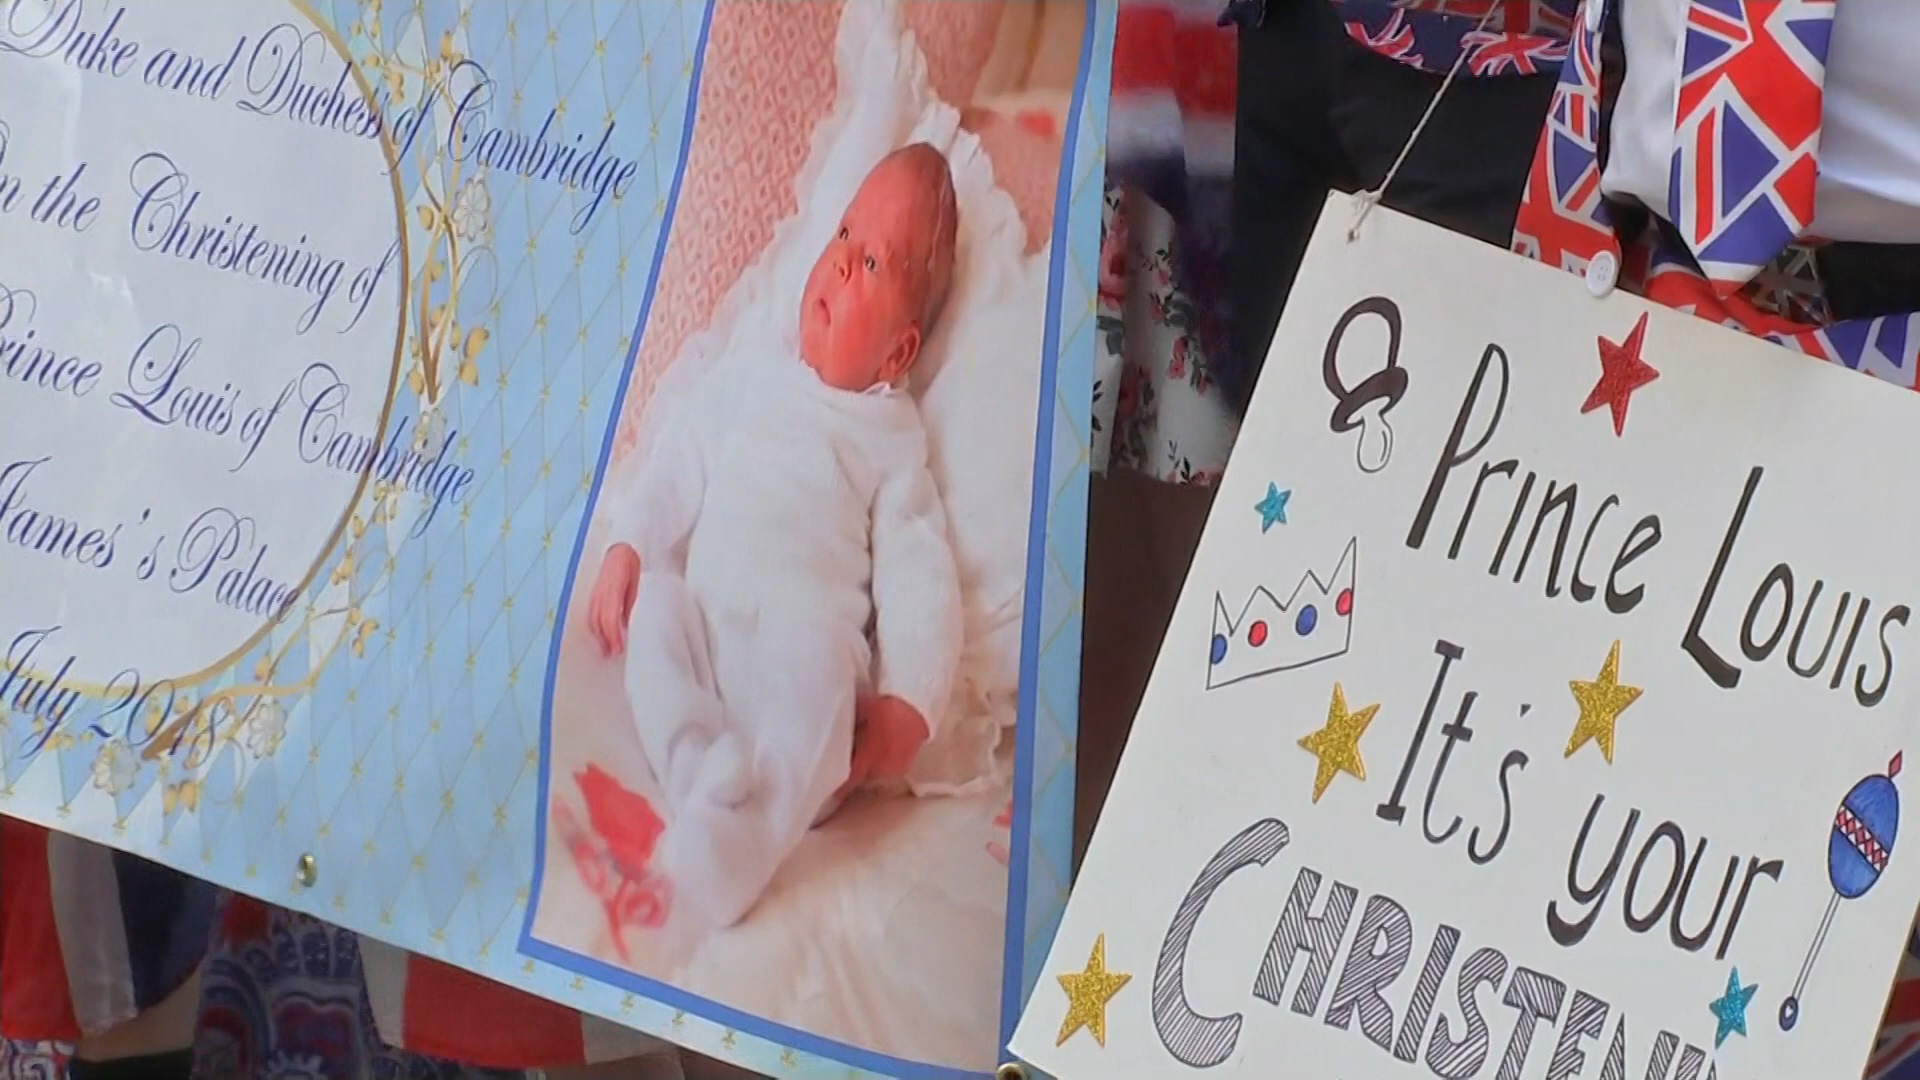 Duke and Duchess of Cambridge
the Christening of
Prince Louis of Cambridge
James's Palace
July 2018
Prince Louis
It's your
CHRISTENI